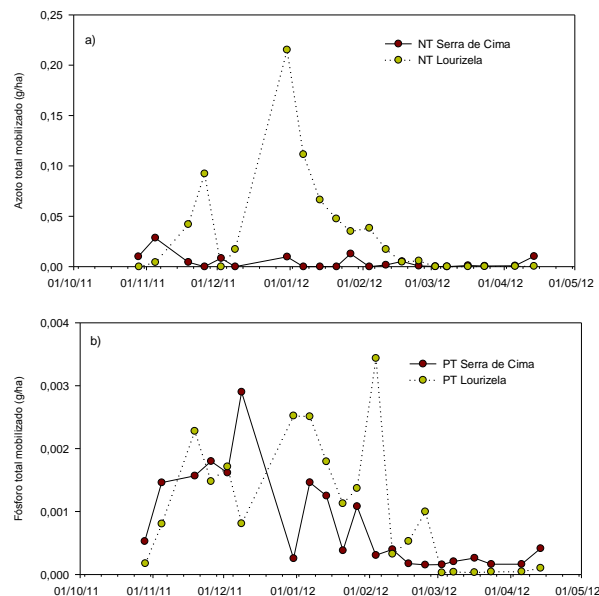 0,25
a)
NT Serra de Cima
NT Lourizela
0,20
0,15
0,10
0,05
0,00
Azoto total mobilizado (g/ha)
01/10/11 01/11/11 01/12/11 01/01/12 01/02/12 01/03/12 01/04/12 01/05/12
0,004
b)
PT Serra de Cima
PT Lourizela
0,003
0,002
0,001
0,000
Fósforo total mobilizado (g/ha)
01/10/11 01/11/11 01/12/11 01/01/12 01/02/12 01/03/12 01/04/12 01/05/12